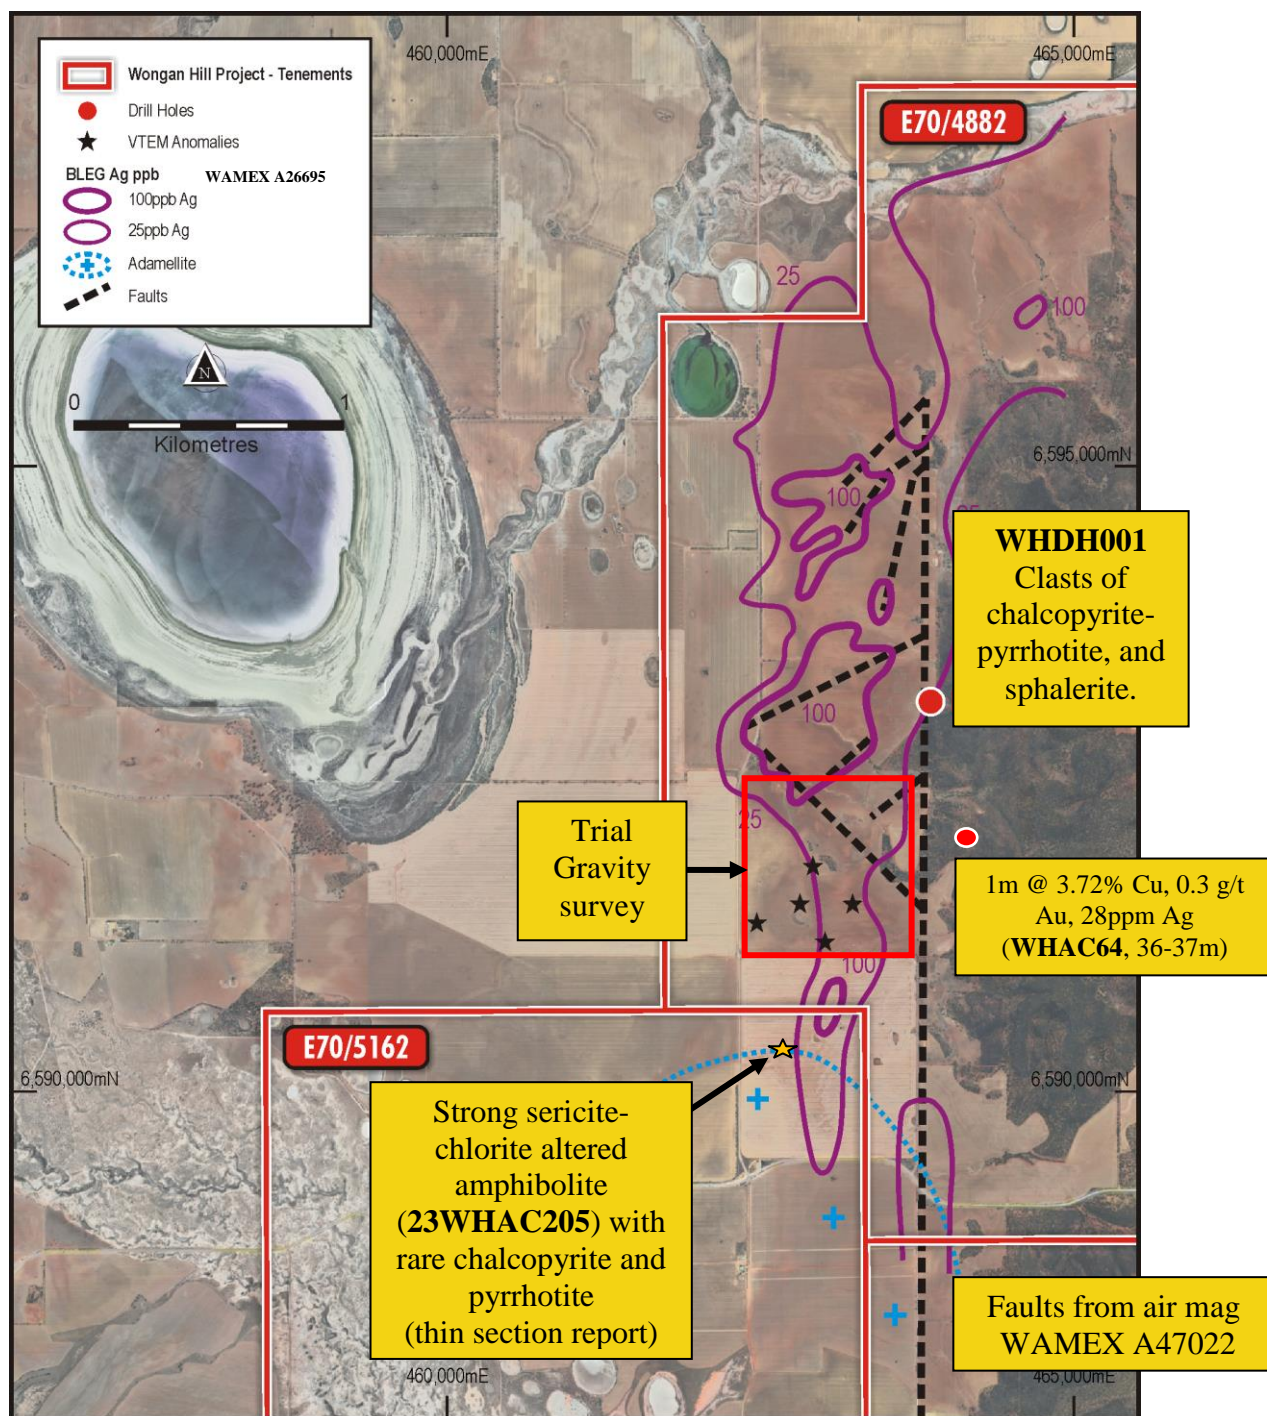 460,000mE
465,000mE
Wongan Hill Project - Tenements
Drill Holes
VTEM Anomalies
BLEG Ag ppb
WAMEX A26695
100ppb Ag
25ppb Ag
Adamellite
Faults
E70/4882
25
100
N
0
1
Kilometres
6,595,000mN
100
WHDH001
Clasts of
chalcopyrite-
pyrrhotite, and
sphalerite.
100
Trial
Gravity
survey
25
1m @ 3.72% Cu, 0.3 g/t
Au, 28ppm Ag
(WHAC64, 36-37m)
100
E70/5162
6,590,000mN
6,590,000mN
Strong sericite-
chlorite altered
amphibolite
(23WHAC205) with
rare chalcopyrite and
pyrrhotite
(thin section report)
Faults from air mag
WAMEX A47022
460,000mE
465,000mE